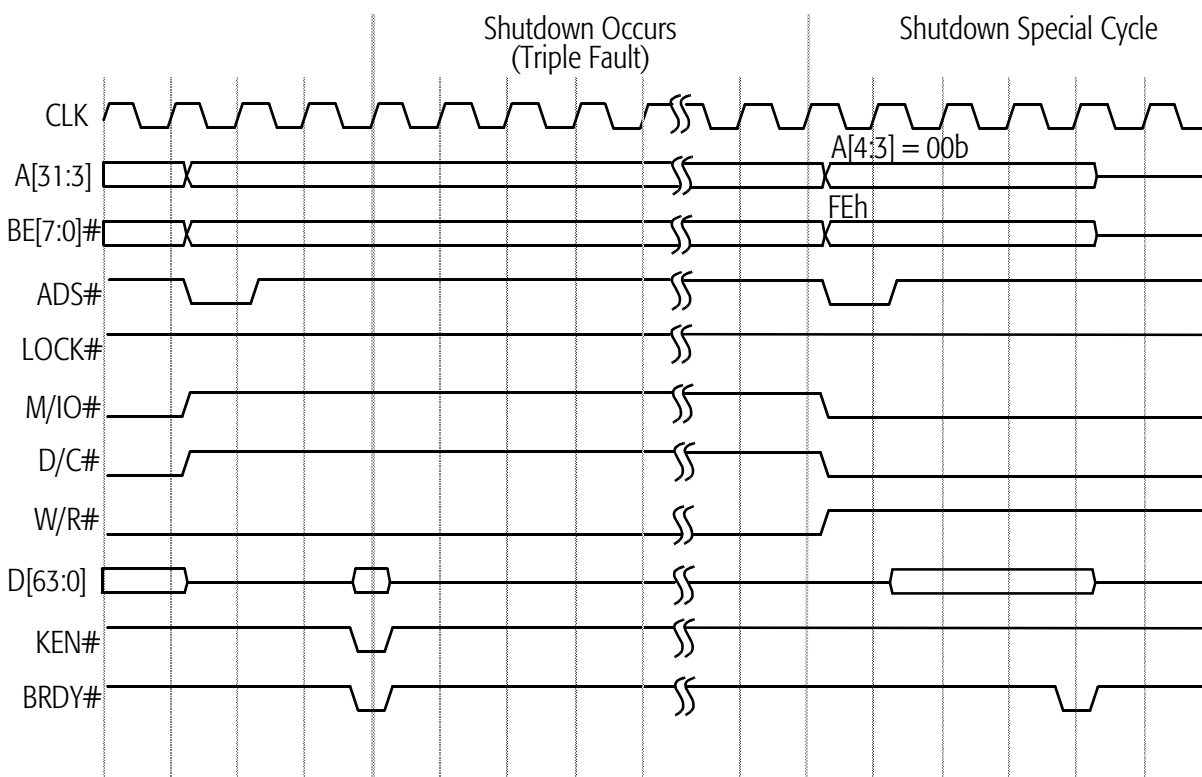 Shutdown Occurs
(Triple Fault)
Shutdown Special Cycle
CLK
A[31:3]
A[4:3] = 00b
BE[7:0]#
FEh
ADS#
LOCK#
M/IO#
D/C#
W/R#
D[63:0]
KEN#
BRDY#